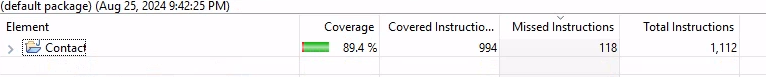 (default package) (Aug 25, 2024 9:42:25 PM)
Element Coverage Covered Instructio... Missed Instructions Total Instructions
Contact 89.4 % 994 118 1,112